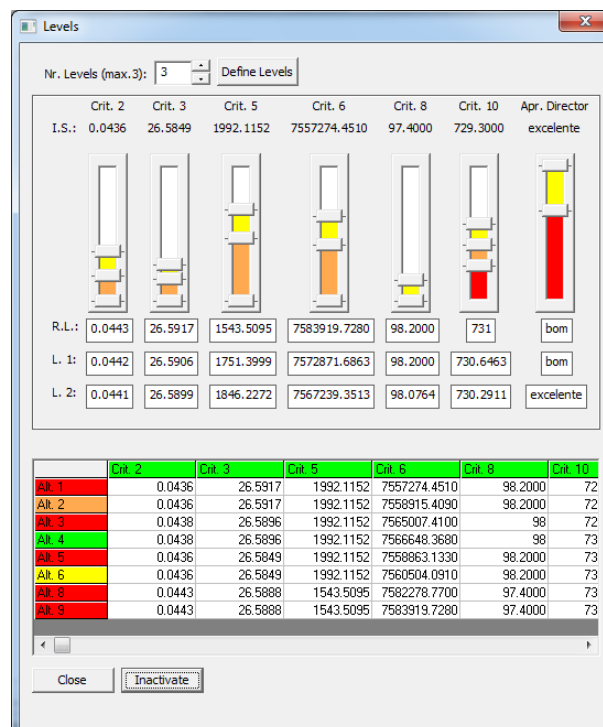 Levels
Nr. Levels (max.3): 3 Define Levels
Crit. 2 Crit. 3 Crit. 5 Crit. 6 Crit. 8 Crit. 10 Apr. Director
I.S.: 0.0436 26.5849 1992.1152 7557274.4510 97.4000 729.3000 excelente
R.L.: 0.0443 26.5917 1543.5095 7583919.7280 98.2000 731 bom
L. 1: 0.0442 26.5906 1751.3999 7572871.6863 98.2000 730.6463 bom
L. 2: 0.0441 26.5899 1846.2272 7567239.3513 98.0764 730.2911 excelente
Crit. 2 Crit. 3 Crit. 5 Crit. 6 Crit. 8 Crit. 10
Alt. 1 0.0436 26.5917 1992.1152 7557274.4510 98.2000 72
Alt. 2 0.0436 26.5917 1992.1152 7558915.4090 98.2000 72
Alt. 3 0.0438 26.5896 1992.1152 7565007.4100 98 72
Alt. 4 0.0438 26.5896 1992.1152 7566648.3680 98 73
Alt. 5 0.0436 26.5849 1992.1152 7558863.1330 98.2000 73
Alt. 6 0.0436 26.5849 1992.1152 7560504.0910 98.2000 73
Alt. 8 0.0443 26.5888 1543.5095 7582278.7700 97.4000 73
Alt. 9 0.0443 26.5888 1543.5095 7583919.7280 97.4000 73
Close Inactivate